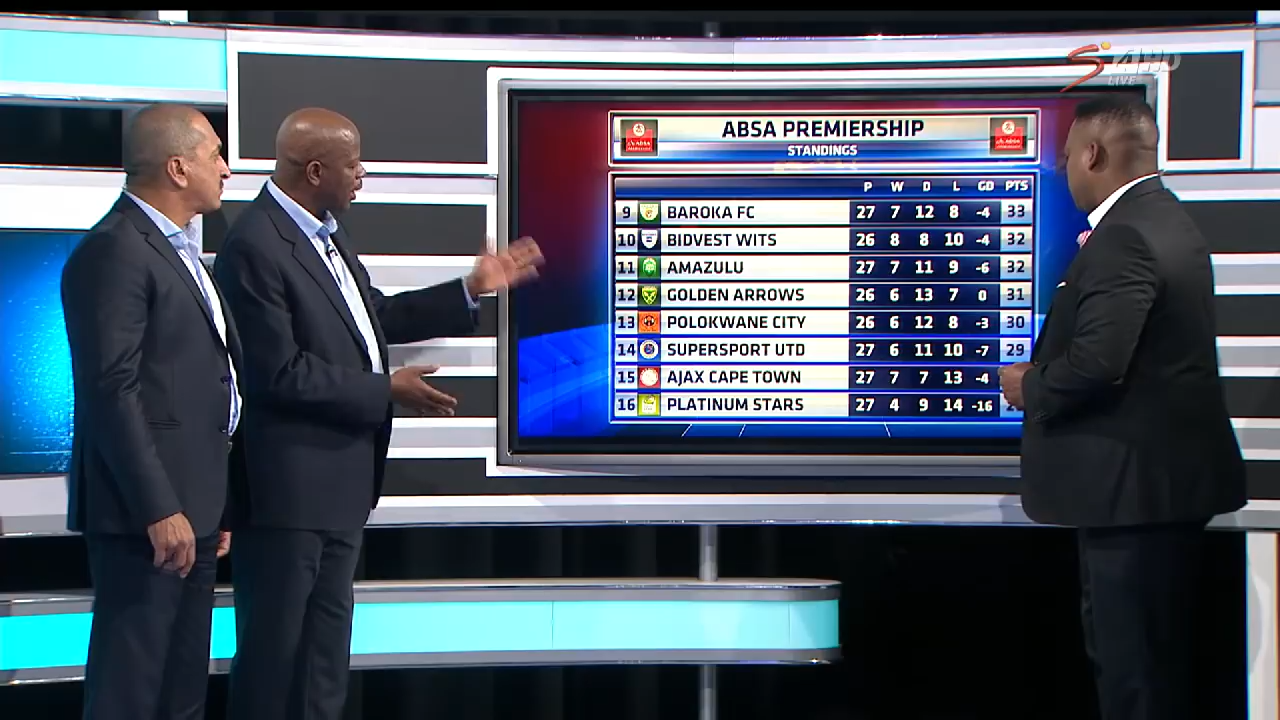 S 4 HD
LIVE
ABSA PREMIERSHIP
STANDINGS
P W D L GD PTS
9 BAROKA FC 27 7 12 8 -4 33
10 BIDVEST WITS 26 8 8 10 -4 32
11 AMAZULU 27 7 11 9 -6 32
12 GOLDEN ARROWS 26 6 13 7 0 31
13 POLOKWANE CITY 26 6 12 8 -3 30
14 SUPERSPORT UTD 27 6 11 10 -7 29
15 AJAX CAPE TOWN 27 7 7 13 -4
16 PLATINUM STARS 27 4 9 14 -16